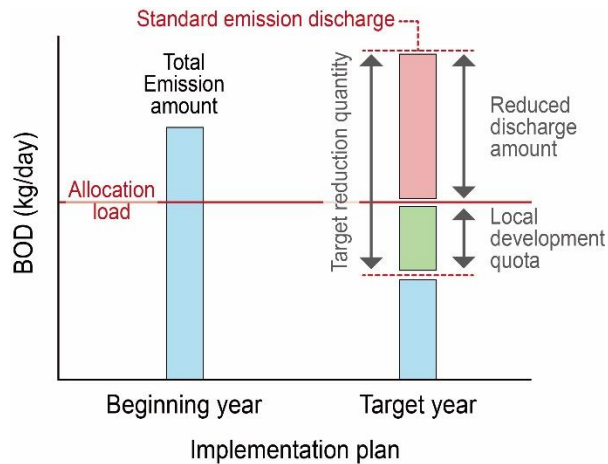 Standard emission discharge
Total
Emission
amount
Allocation
load
BOD (kg/day)
Target reduction quantity
Reduced
discharge
amount
Local
development
quota
Beginning year
Target year
Implementation plan